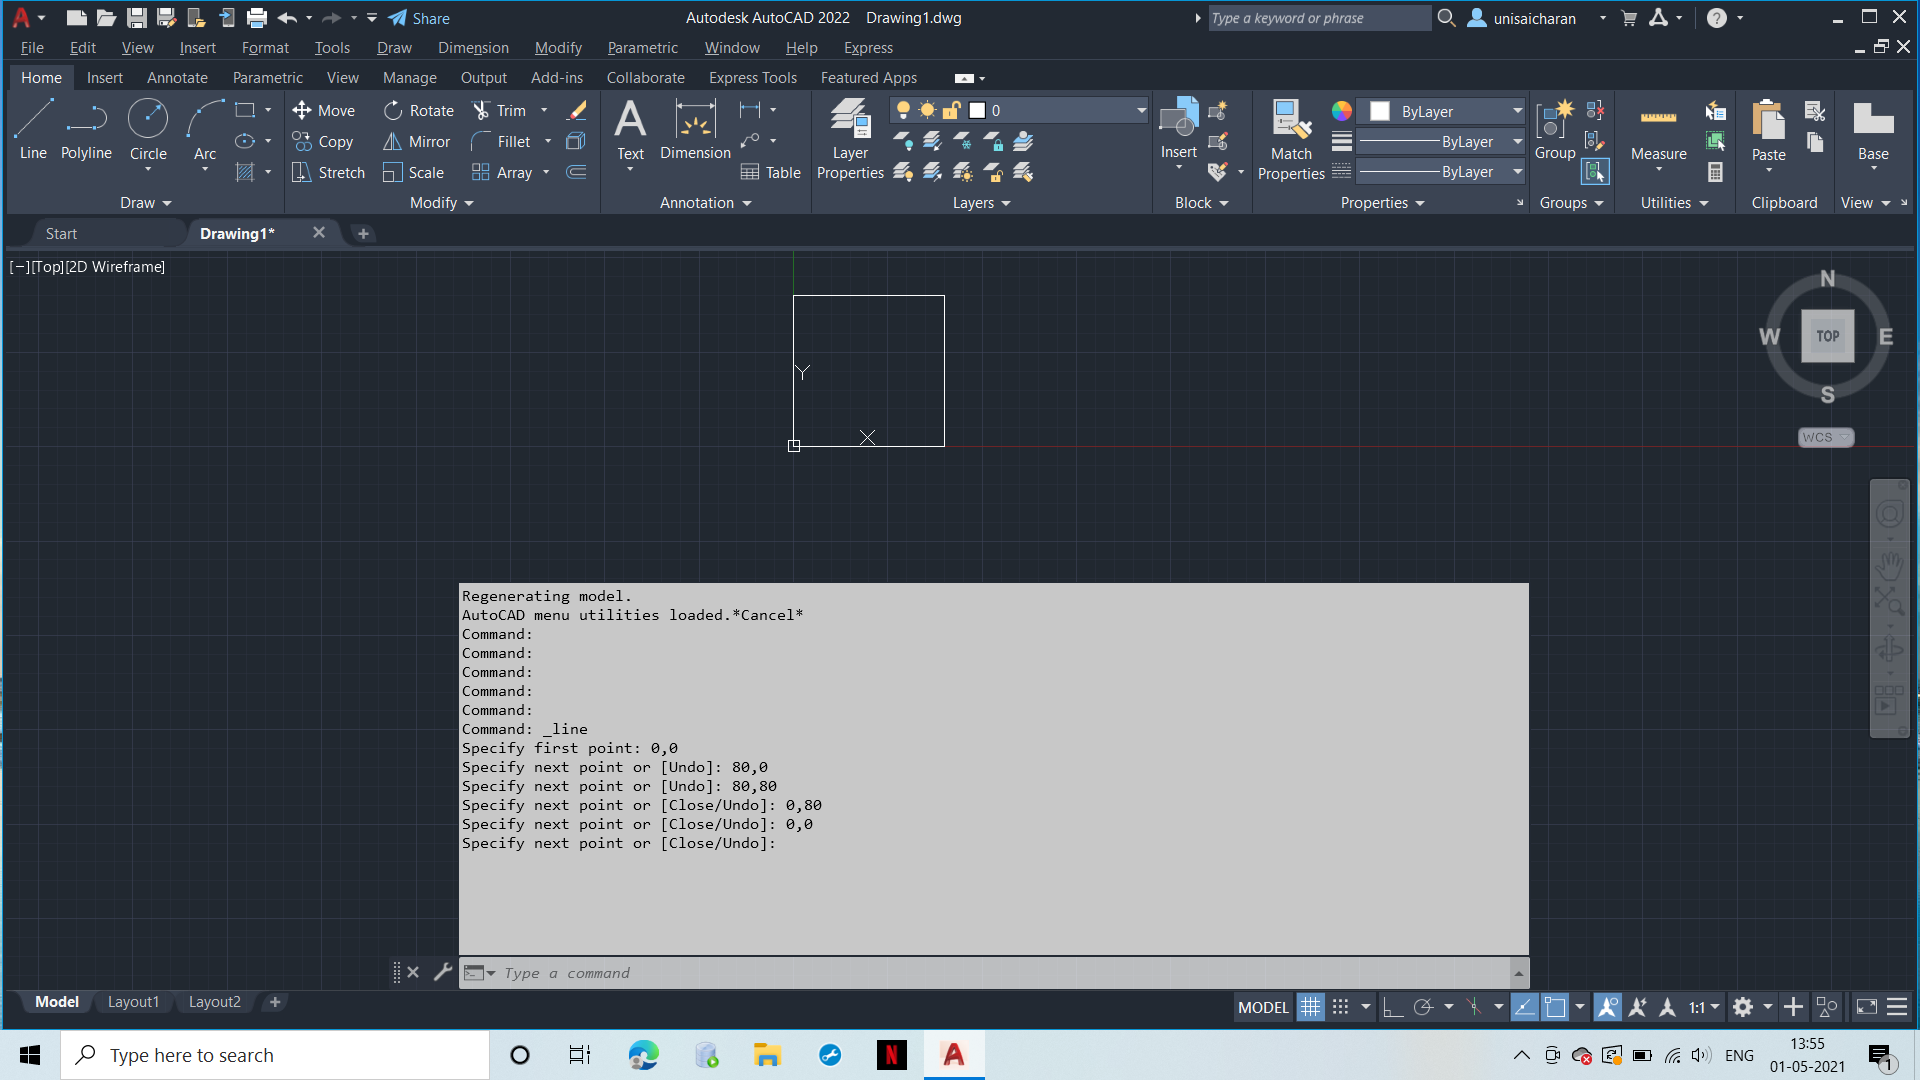 Share
Autodesk AutoCAD 2022 Drawing1.dwg
Type a keyword or phrase
unisaicharan
File Edit View Insert Format Tools Draw Dimension Modify Parametric Window Help Express
Home Insert Annotate Parametric View Manage Output Add-ins Collaborate Express Tools Featured Apps
Line Polyline Circle Arc
Move Rotate Trim
Copy Mirror Fillet
Stretch Scale Array
Text Dimension
Table
Layer
Properties
0
Insert
Match
Properties
ByLayer
ByLayer
ByLayer
Group
Measure
Paste
Base
Draw Modify Annotation Layers Block Properties Groups Utilities Clipboard View
Start Drawing1*
[−][Top][2D Wireframe]
N
W TOP E
S
WCS
Y
X
Regenerating model.
AutoCAD menu utilities loaded.*Cancel*
Command:
Command:
Command:
Command:
Command:
Command: _line
Specify first point: 0,0
Specify next point or [Undo]: 80,0
Specify next point or [Undo]: 80,80
Specify next point or [Close/Undo]: 0,80
Specify next point or [Close/Undo]: 0,0
Specify next point or [Close/Undo]:
Type a command
Model Layout1 Layout2
MODEL
1:1
Type here to search
ENG
13:55
01-05-2021
1